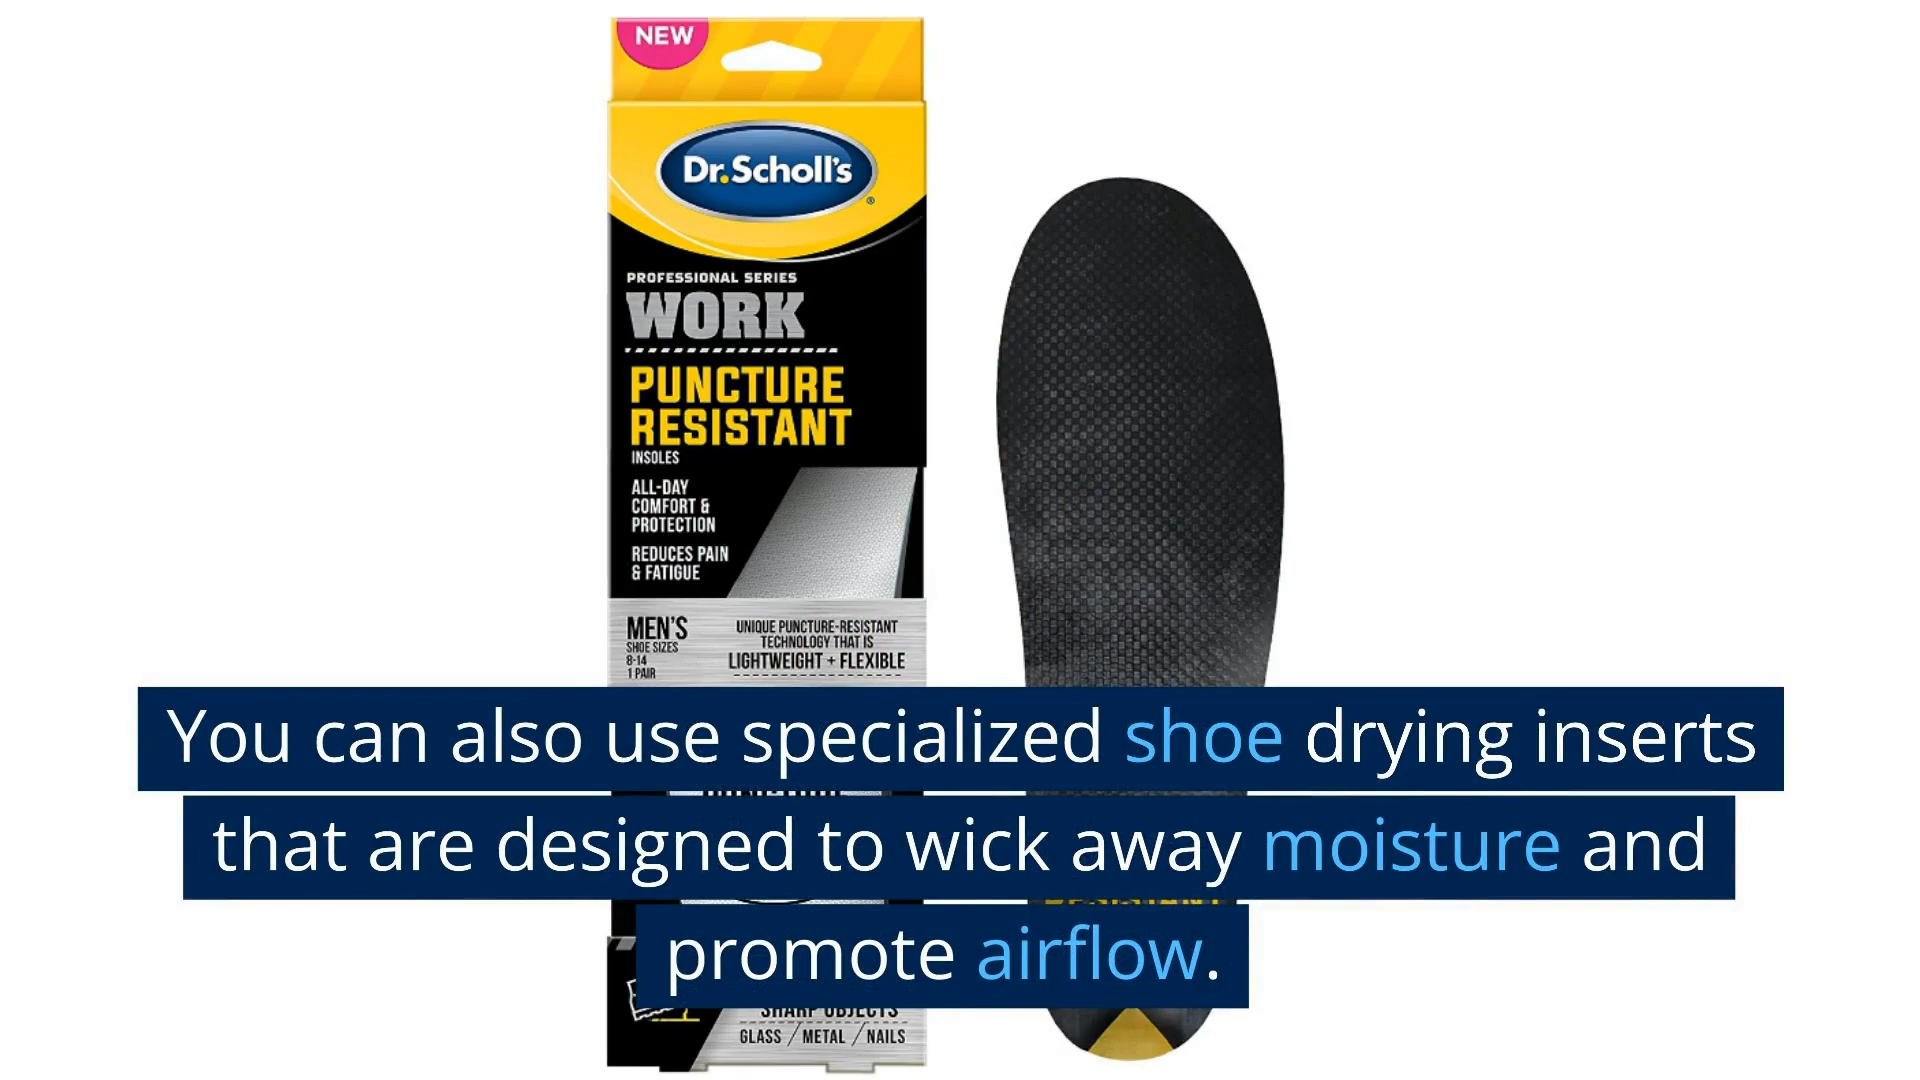 NEW
Dr.Scholl's
®
PROFESSIONAL SERIES
WORK
PUNCTURE
RESISTANT
INSOLES
ALL-DAY
COMFORT &
PROTECTION
REDUCES PAIN
& FATIGUE
MEN'S
SHOE SIZES
8-14
1 PAIR
UNIQUE PUNCTURE-RESISTANT
TECHNOLOGY THAT IS
LIGHTWEIGHT + FLEXIBLE
You can also use specialized shoe drying inserts
that are designed to wick away moisture and
promote airflow.
SHARP OBJECTS
GLASS / METAL / NAILS